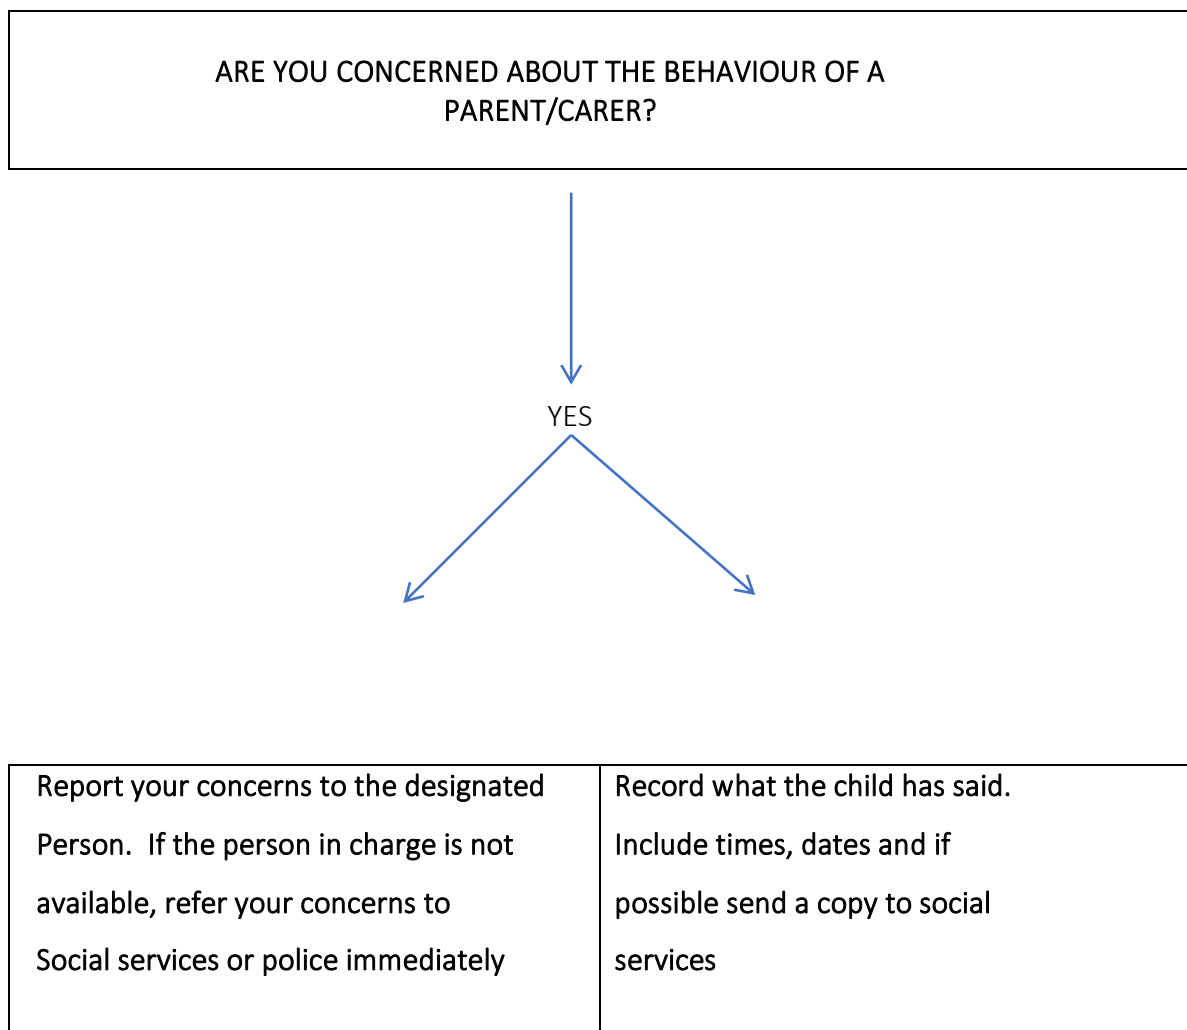 ARE YOU CONCERNED ABOUT THE BEHAVIOUR OF A
PARENT/CARER?
YES
Report your concerns to the designated
Person.  If the person in charge is not
available, refer your concerns to
Social services or police immediately
Record what the child has said.
Include times, dates and if
possible send a copy to social
services